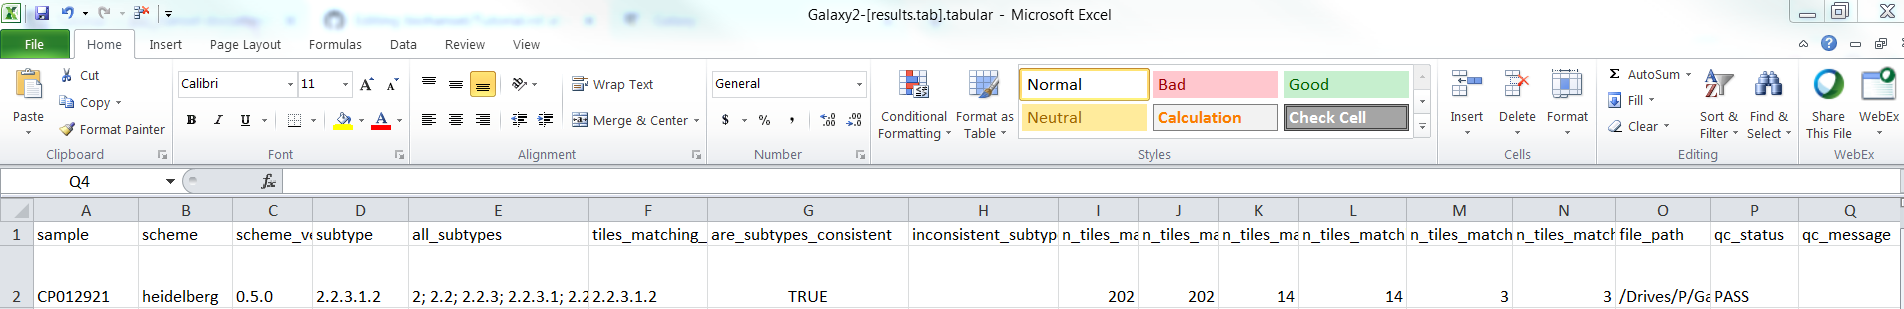 Galaxy2-[results.tab].tabular - Microsoft Excel
File Home Insert Page Layout Formulas Data Review View
Cut
Copy
Format Painter
Paste
Clipboard
Calibri 11 A A
B I U A
Font
Wrap Text
Merge & Center
Alignment
General
$ % , .00 .00
Number
Conditional Formatting
Format as Table
Normal Bad Good
Neutral Calculation Check Cell
Styles
Insert Delete Format
Cells
Σ AutoSum
Fill
Clear
Sort & Filter
Find & Select
Editing
Share This File
WebEx
WebEx
Q4 fx
A B C D E F G H I J K L M N O P Q
1 sample scheme scheme_ve subtype all_subtypes tiles_matching_ are_subtypes_consistent inconsistent_subtyp n_tiles_ma n_tiles_ma n_tiles_ma n_tiles_match n_tiles_match n_tiles_match file_path qc_status qc_message
2 CP012921 heidelberg 0.5.0 2.2.3.1.2 2; 2.2; 2.2.3; 2.2.3.1; 2.2 2.2.3.1.2 TRUE 202 202 14 14 3 3 /Drives/P/Ga PASS